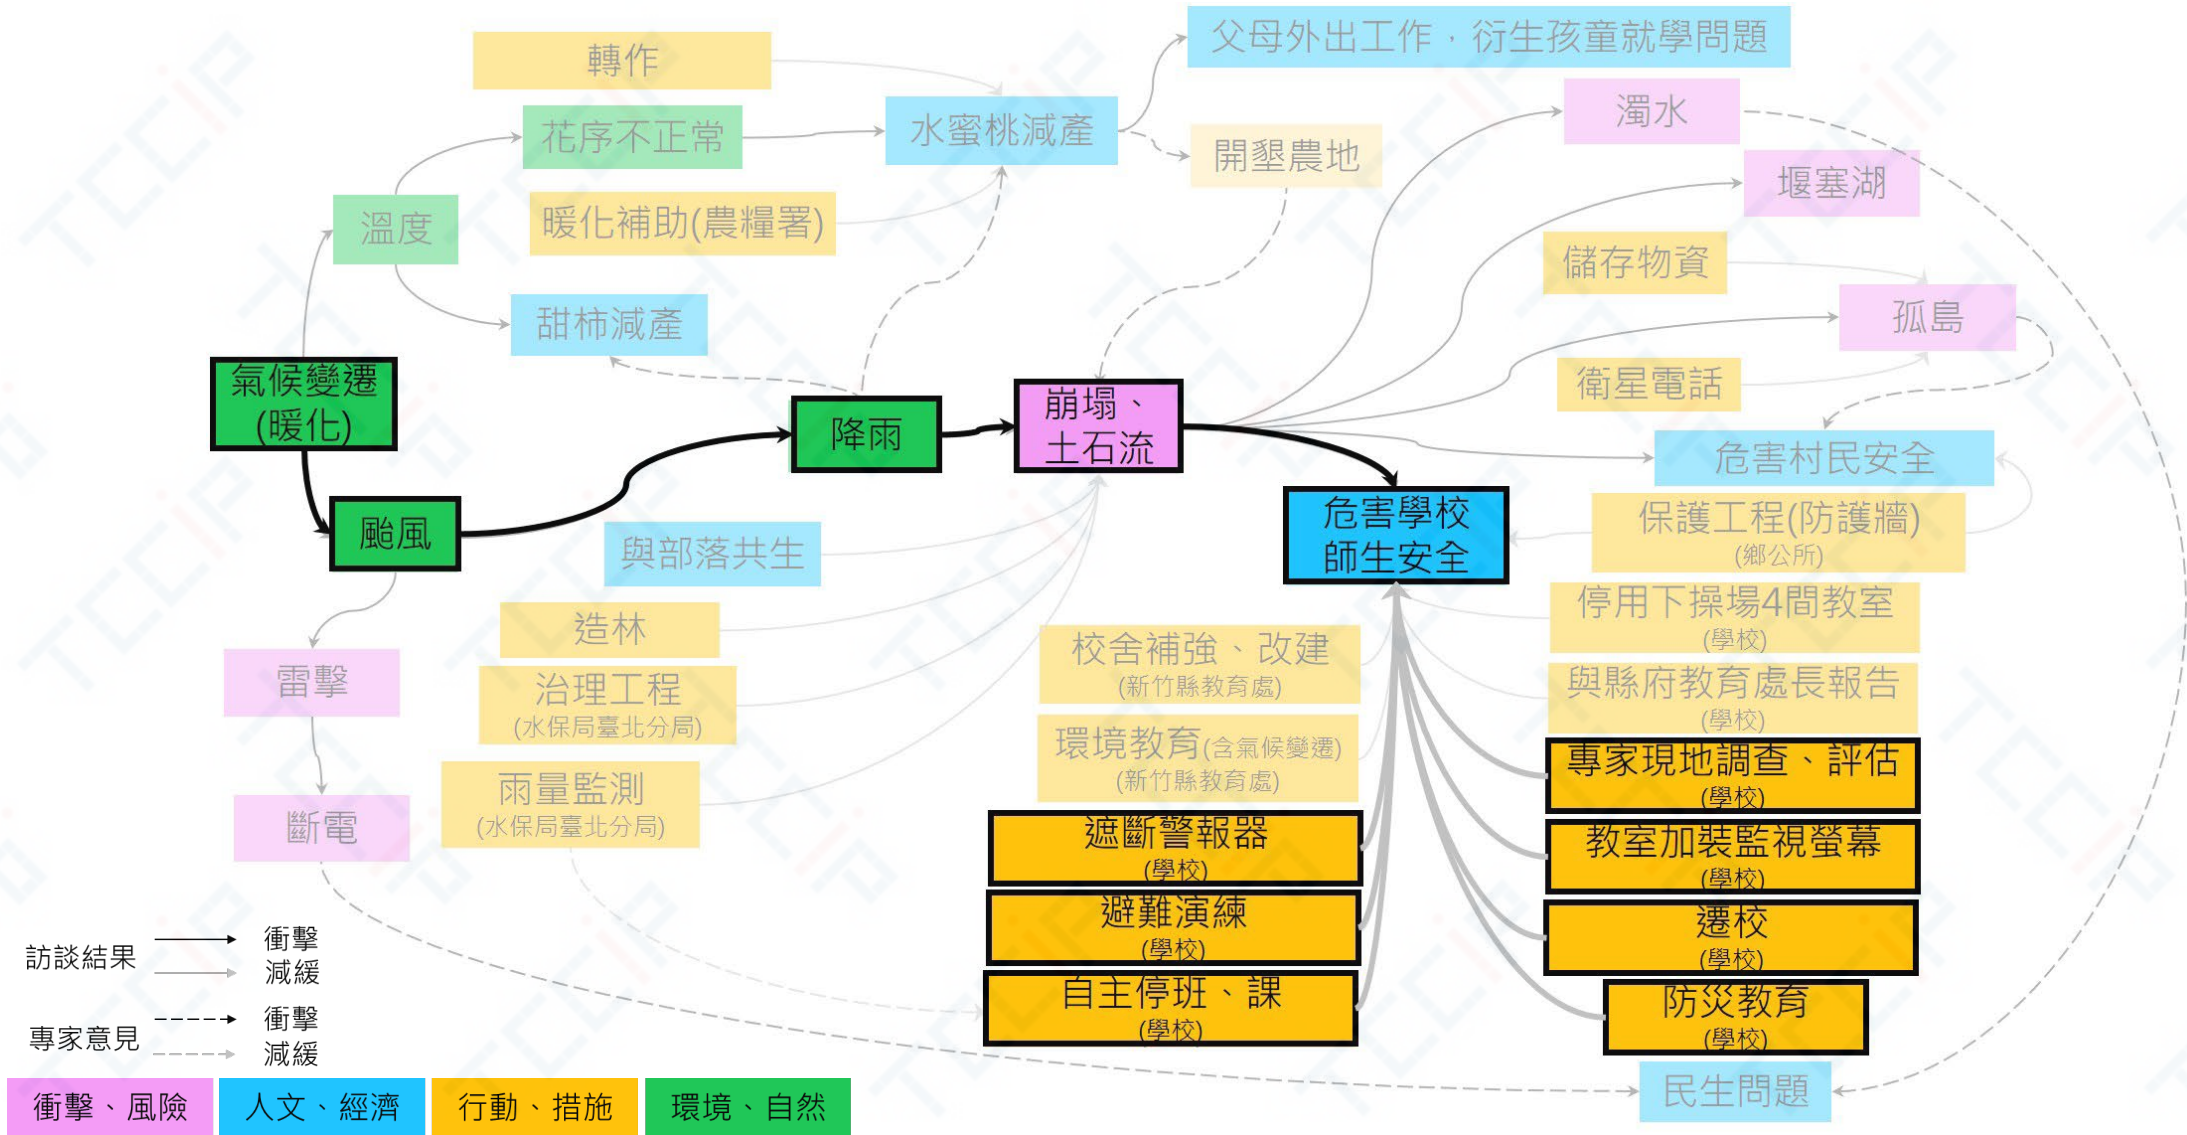 父母外出工作，衍生孩童就學問題
轉作
濁水
花序不正常
水蜜桃減產
開墾農地
堰塞湖
暖化補助(農糧署)
溫度
儲存物資
甜柿減產
孤島
氣候變遷
(暖化)
衛星電話
崩塌、
土石流
降雨
危害村民安全
颱風
與部落共生
危害學校
師生安全
保護工程(防護牆)
(鄉公所)
造林
停用下操場4間教室
(學校)
校舍補強、改建
(新竹縣教育處)
雷擊
治理工程
(水保局臺北分局)
與縣府教育處長報告
(學校)
環境教育(含氣候變遷)
(新竹縣教育處)
專家現地調查、評估
(學校)
雨量監測
(水保局臺北分局)
斷電
遮斷警報器
(學校)
教室加裝監視螢幕
(學校)
避難演練
(學校)
遷校
(學校)
自主停班、課
(學校)
防災教育
(學校)
民生問題
訪談結果
衝擊
減緩
專家意見
衝擊
減緩
衝擊、風險
人文、經濟
行動、措施
環境、自然
TCCIP